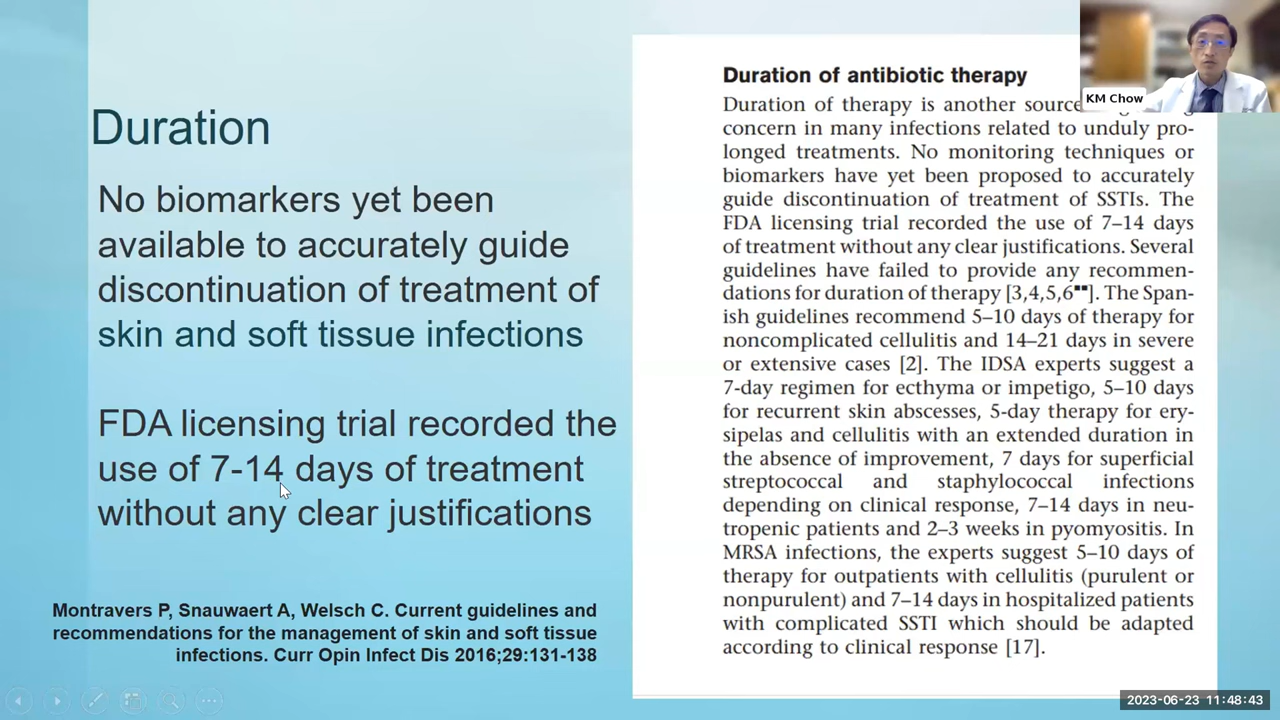 Duration
No biomarkers yet been
available to accurately guide
discontinuation of treatment of
skin and soft tissue infections
FDA licensing trial recorded the
use of 7-14 days of treatment
without any clear justifications
Montravers P, Snauwaert A, Welsch C. Current guidelines and
recommendations for the management of skin and soft tissue
infections. Curr Opin Infect Dis 2016;29:131-138
Duration of antibiotic therapy
Duration of therapy is another source
concern in many infections related to unduly pro-
longed treatments. No monitoring techniques or
biomarkers have yet been proposed to accurately
guide discontinuation of treatment of SSTIs. The
FDA licensing trial recorded the use of 7–14 days
of treatment without any clear justifications. Several
guidelines have failed to provide any recommen-
dations for duration of therapy [3,4,5,6▪▪]. The Span-
ish guidelines recommend 5–10 days of therapy for
noncomplicated cellulitis and 14–21 days in severe
or extensive cases [2]. The IDSA experts suggest a
7-day regimen for ecthyma or impetigo, 5–10 days
for recurrent skin abscesses, 5-day therapy for ery-
sipelas and cellulitis with an extended duration in
the absence of improvement, 7 days for superficial
streptococcal and staphylococcal infections
depending on clinical response, 7–14 days in neu-
tropenic patients and 2–3 weeks in pyomyositis. In
MRSA infections, the experts suggest 5–10 days of
therapy for outpatients with cellulitis (purulent or
nonpurulent) and 7–14 days in hospitalized patients
with complicated SSTI which should be adapted
according to clinical response [17].
KM Chow
2023-06-23 11:48:43